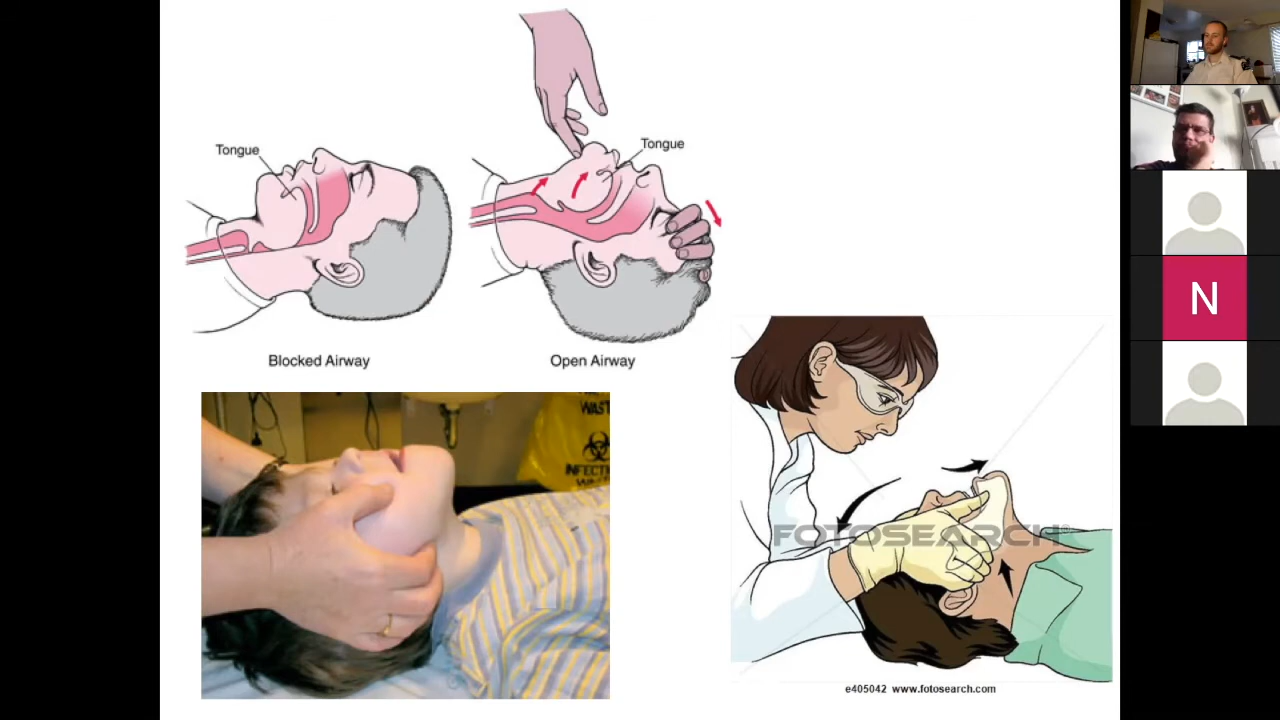 Tongue
Tongue
Blocked Airway
Open Airway
WAST
INFECTI
FOTOSEARCH®
e405042 www.fotosearch.com
N